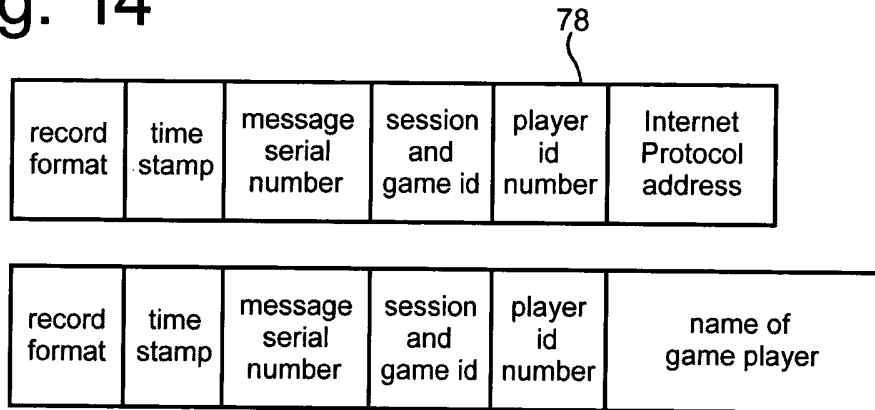 g. 14
78
record format
time stamp
message serial number
session and game id
player id number
Internet Protocol address
record format
time stamp
message serial number
session and game id
player id number
name of game player